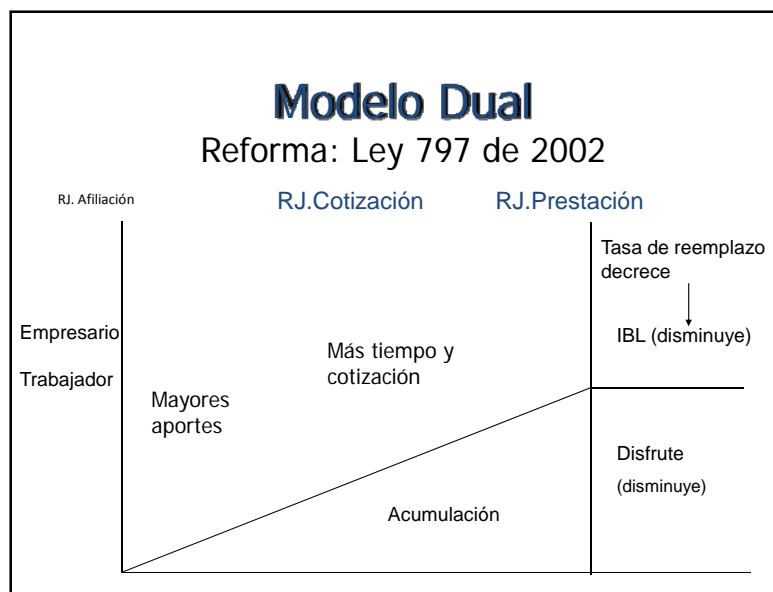 Modelo Dual
Reforma: Ley 797 de 2002
RJ. Afiliación
RJ.Cotización
RJ.Prestación
Tasa de reemplazo
decrece
Empresario
IBL (disminuye)
Más tiempo y
cotización
Trabajador
Mayores
aportes
Disfrute
(disminuye)
Acumulación